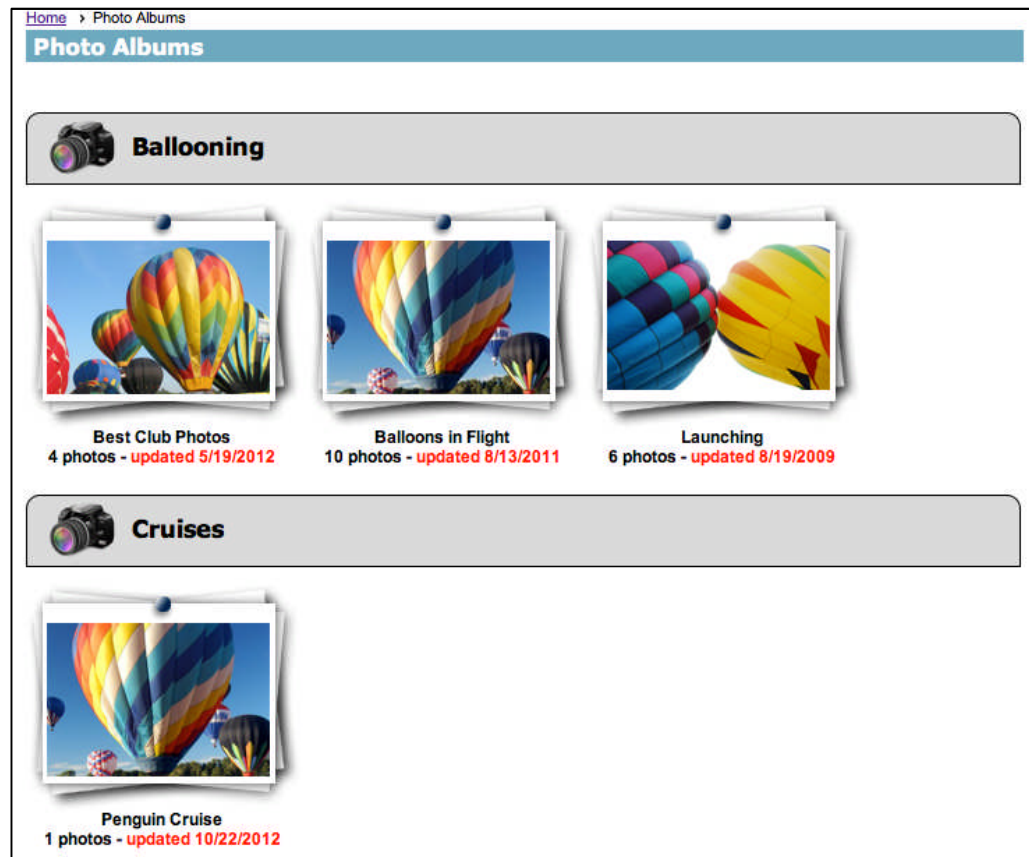 Home › Photo Albums
Photo Albums
Ballooning
Best Club Photos
4 photos - updated 5/19/2012
Balloons in Flight
10 photos - updated 8/13/2011
Launching
6 photos - updated 8/19/2009
Cruises
Penguin Cruise
1 photos - updated 10/22/2012